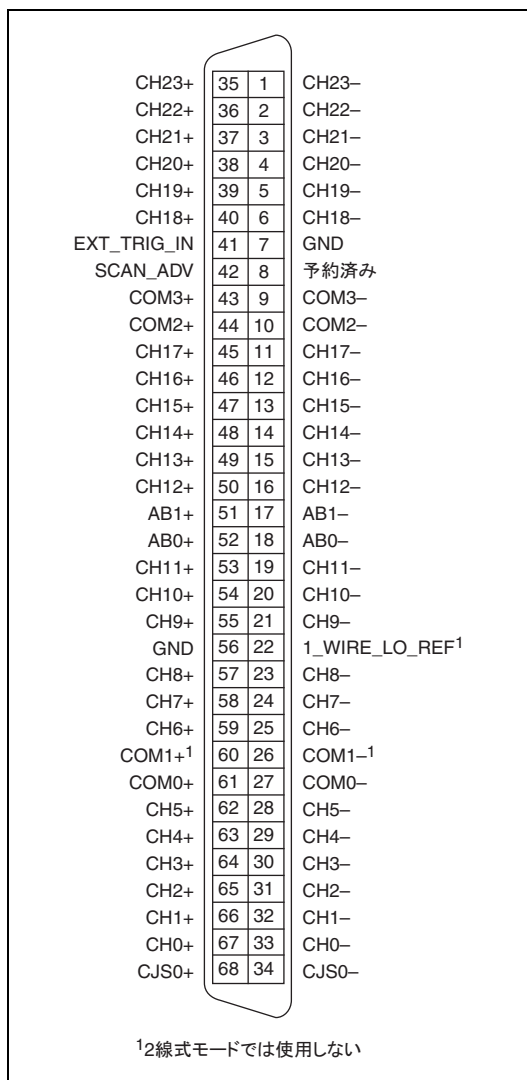 CH23+ 35 1 CH23–
CH22+ 36 2 CH22–
CH21+ 37 3 CH21–
CH20+ 38 4 CH20–
CH19+ 39 5 CH19–
CH18+ 40 6 CH18–
EXT_TRIG_IN 41 7 GND
SCAN_ADV 42 8 予約済み
COM3+ 43 9 COM3–
COM2+ 44 10 COM2–
CH17+ 45 11 CH17–
CH16+ 46 12 CH16–
CH15+ 47 13 CH15–
CH14+ 48 14 CH14–
CH13+ 49 15 CH13–
CH12+ 50 16 CH12–
AB1+ 51 17 AB1–
AB0+ 52 18 AB0–
CH11+ 53 19 CH11–
CH10+ 54 20 CH10–
CH9+ 55 21 CH9–
GND 56 22 1_WIRE_LO_REF¹
CH8+ 57 23 CH8–
CH7+ 58 24 CH7–
CH6+ 59 25 CH6–
COM1+¹ 60 26 COM1–¹
COM0+ 61 27 COM0–
CH5+ 62 28 CH5–
CH4+ 63 29 CH4–
CH3+ 64 30 CH3–
CH2+ 65 31 CH2–
CH1+ 66 32 CH1–
CH0+ 67 33 CH0–
CJS0+ 68 34 CJS0–
¹2線式モードでは使用しない